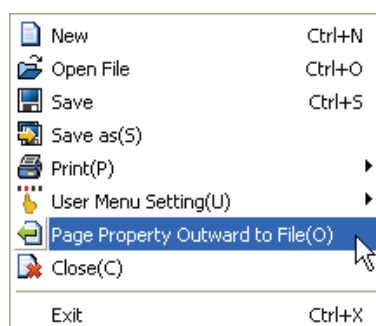 New Ctrl+N
Open File Ctrl+O
Save Ctrl+S
Save as(S)
Print(P)
User Menu Setting(U)
Page Property Outward to File(O)
Close(C)
Exit Ctrl+X